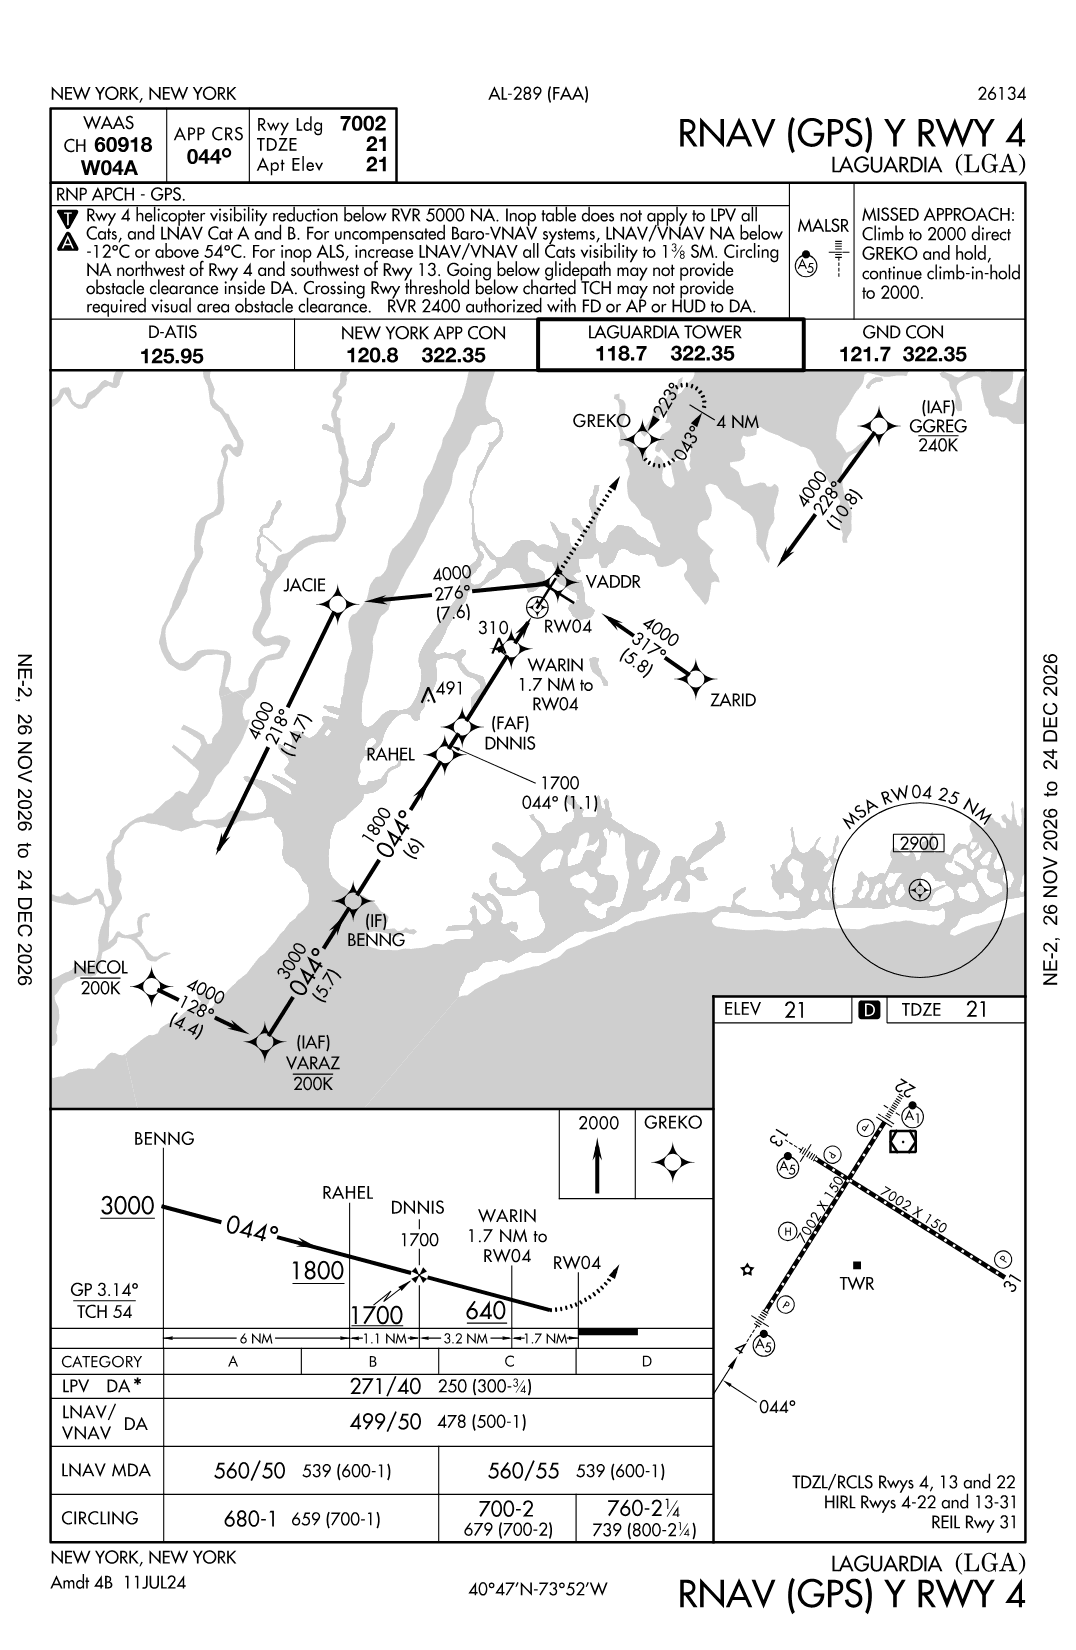 NEW YORK, NEW YORK
AL-289 (FAA)
26134
WAAS
CH 60918
W04A
APP CRS
044°
Rwy Ldg 7002
TDZE 21
Apt Elev 21
RNAV (GPS) Y RWY 4
LAGUARDIA (LGA)
RNP APCH - GPS.
T
A
Rwy 4 helicopter visibility reduction below RVR 5000 NA. Inop table does not apply to LPV all
Cats, and LNAV Cat A and B. For uncompensated Baro-VNAV systems, LNAV/VNAV NA below
-12°C or above 54°C. For inop ALS, increase LNAV/VNAV all Cats visibility to 1⅜ SM. Circling
NA northwest of Rwy 4 and southwest of Rwy 13. Going below glidepath may not provide
obstacle clearance inside DA. Crossing Rwy threshold below charted TCH may not provide
required visual area obstacle clearance. RVR 2400 authorized with FD or AP or HUD to DA.
MALSR
A5
MISSED APPROACH:
Climb to 2000 direct
GREKO and hold,
continue climb-in-hold
to 2000.
D-ATIS
125.95
NEW YORK APP CON
120.8 322.35
LAGUARDIA TOWER
118.7 322.35
GND CON
121.7 322.35
GREKO
223°
043°
4 NM
(IAF)
GGREG
240K
4000
228°
(10.8)
JACIE
4000
276°
(7.6)
VADDR
RW04
310
WARIN
1.7 NM to
RW04
4000
317°
(5.8)
ZARID
491
4000
218°
(14.7)
(FAF)
DNNIS
RAHEL
1700
044° (1.1)
1800
044°
(6)
(IF)
BENNG
3000
044°
(5.7)
NECOL
200K
4000
128°
(4.4)
(IAF)
VARAZ
200K
MSA RW04 25 NM
2900
NE-2, 26 NOV 2026 to 24 DEC 2026
NE-2, 26 NOV 2026 to 24 DEC 2026
ELEV 21
D
TDZE 21
22
A1
P
13
A5
P
7002 X 150
7002 X 150
H
P
31
TWR
P
4
A5
044°
TDZL/RCLS Rwys 4, 13 and 22
HIRL Rwys 4-22 and 13-31
REIL Rwy 31
2000
GREKO
BENNG
3000
044°
RAHEL
1800
DNNIS
1700
1700
WARIN
1.7 NM to
RW04
640
RW04
GP 3.14°
TCH 54
6 NM
1.1 NM
3.2 NM
1.7 NM
CATEGORY A B C D
LPV DA* 271/40 250 (300-¾)
LNAV/
VNAV DA 499/50 478 (500-1)
LNAV MDA 560/50 539 (600-1) 560/55 539 (600-1)
CIRCLING 680-1 659 (700-1)
700-2
679 (700-2)
760-2¼
739 (800-2¼)
NEW YORK, NEW YORK
Amdt 4B 11JUL24
40°47'N-73°52'W
LAGUARDIA (LGA)
RNAV (GPS) Y RWY 4